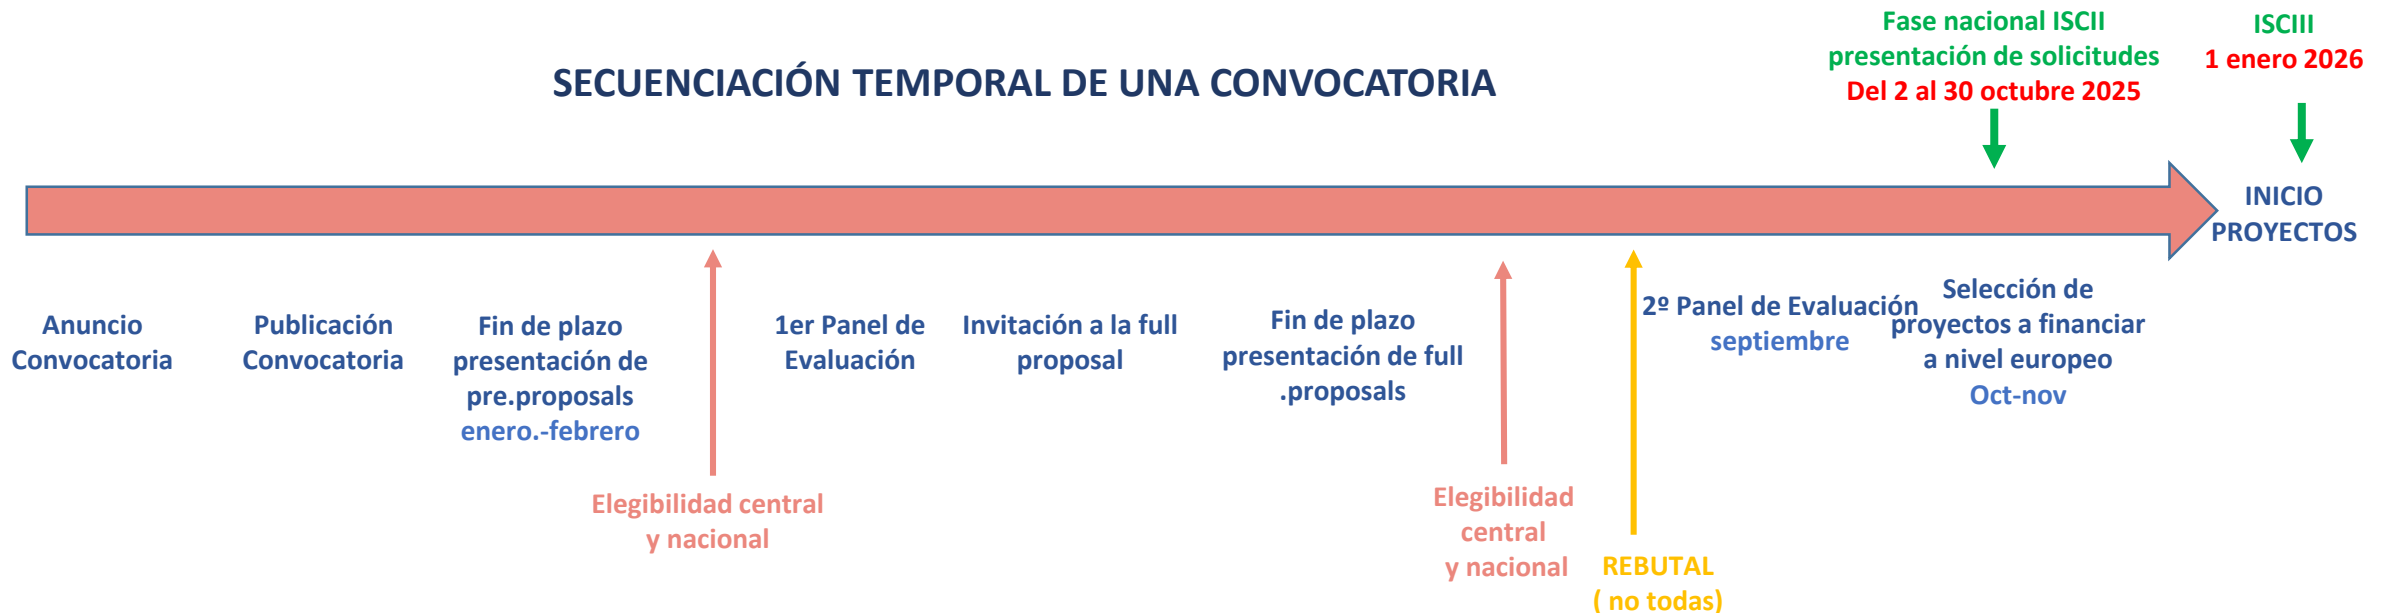 Fase nacional ISCII
presentación de solicitudes
Del 2 al 30 octubre 2025
ISCIII
1 enero 2026
SECUENCIACIÓN TEMPORAL DE UNA CONVOCATORIA
INICIO
PROYECTOS
Anuncio
Convocatoria
Publicación
Convocatoria
Fin de plazo
presentación de
pre.proposals
enero.-febrero
Elegibilidad central
y nacional
1er Panel de
Evaluación
Invitación a la full
proposal
Fin de plazo
presentación de full
.proposals
Elegibilidad
central
y nacional
REBUTAL
( no todas)
2º Panel de Evaluación
septiembre
Selección de
proyectos a financiar
a nivel europeo
Oct-nov